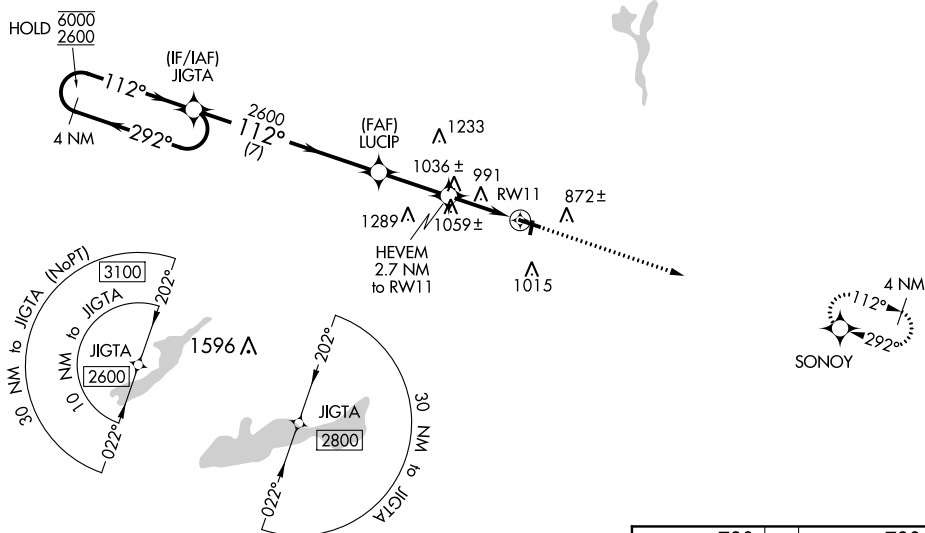 HOLD 6000
2600
(IF/IAF)
JIGTA
112°
292°
4 NM
2600
112°
(7)
(FAF)
LUCIP
1233
1036 ±
991
RW11
872±
1289
1059±
HEVEM
2.7 NM
to RW11
1015
4 NM
112°
292°
SONOY
30 NM to JIGTA (NoPT)
3100
202°
10 NM to JIGTA
JIGTA
2600
022°
1596
202°
JIGTA
2800
30 NM to JIGTA
022°